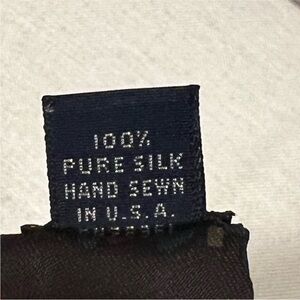 100%
PURE SILK
HAND SEWN
IN U.S.A.